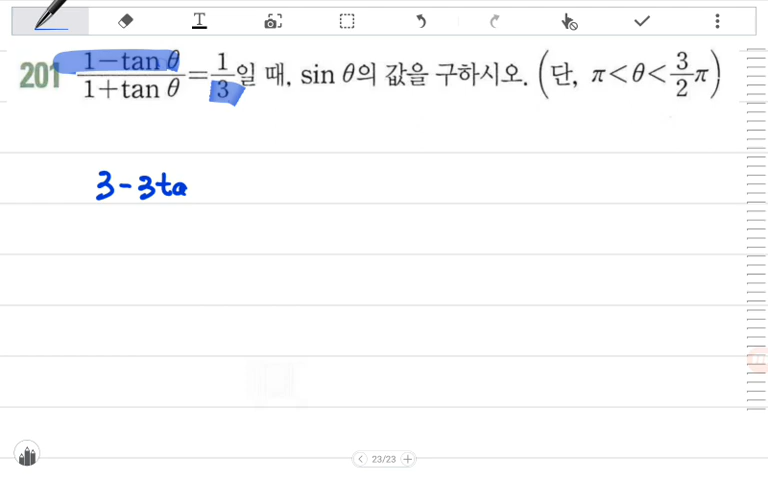 201 (1-tan θ)/(1+tan θ) = 1/3일 때, sin θ의 값을 구하시오. (단, π<θ<3/2π)
3-3ta
23/23